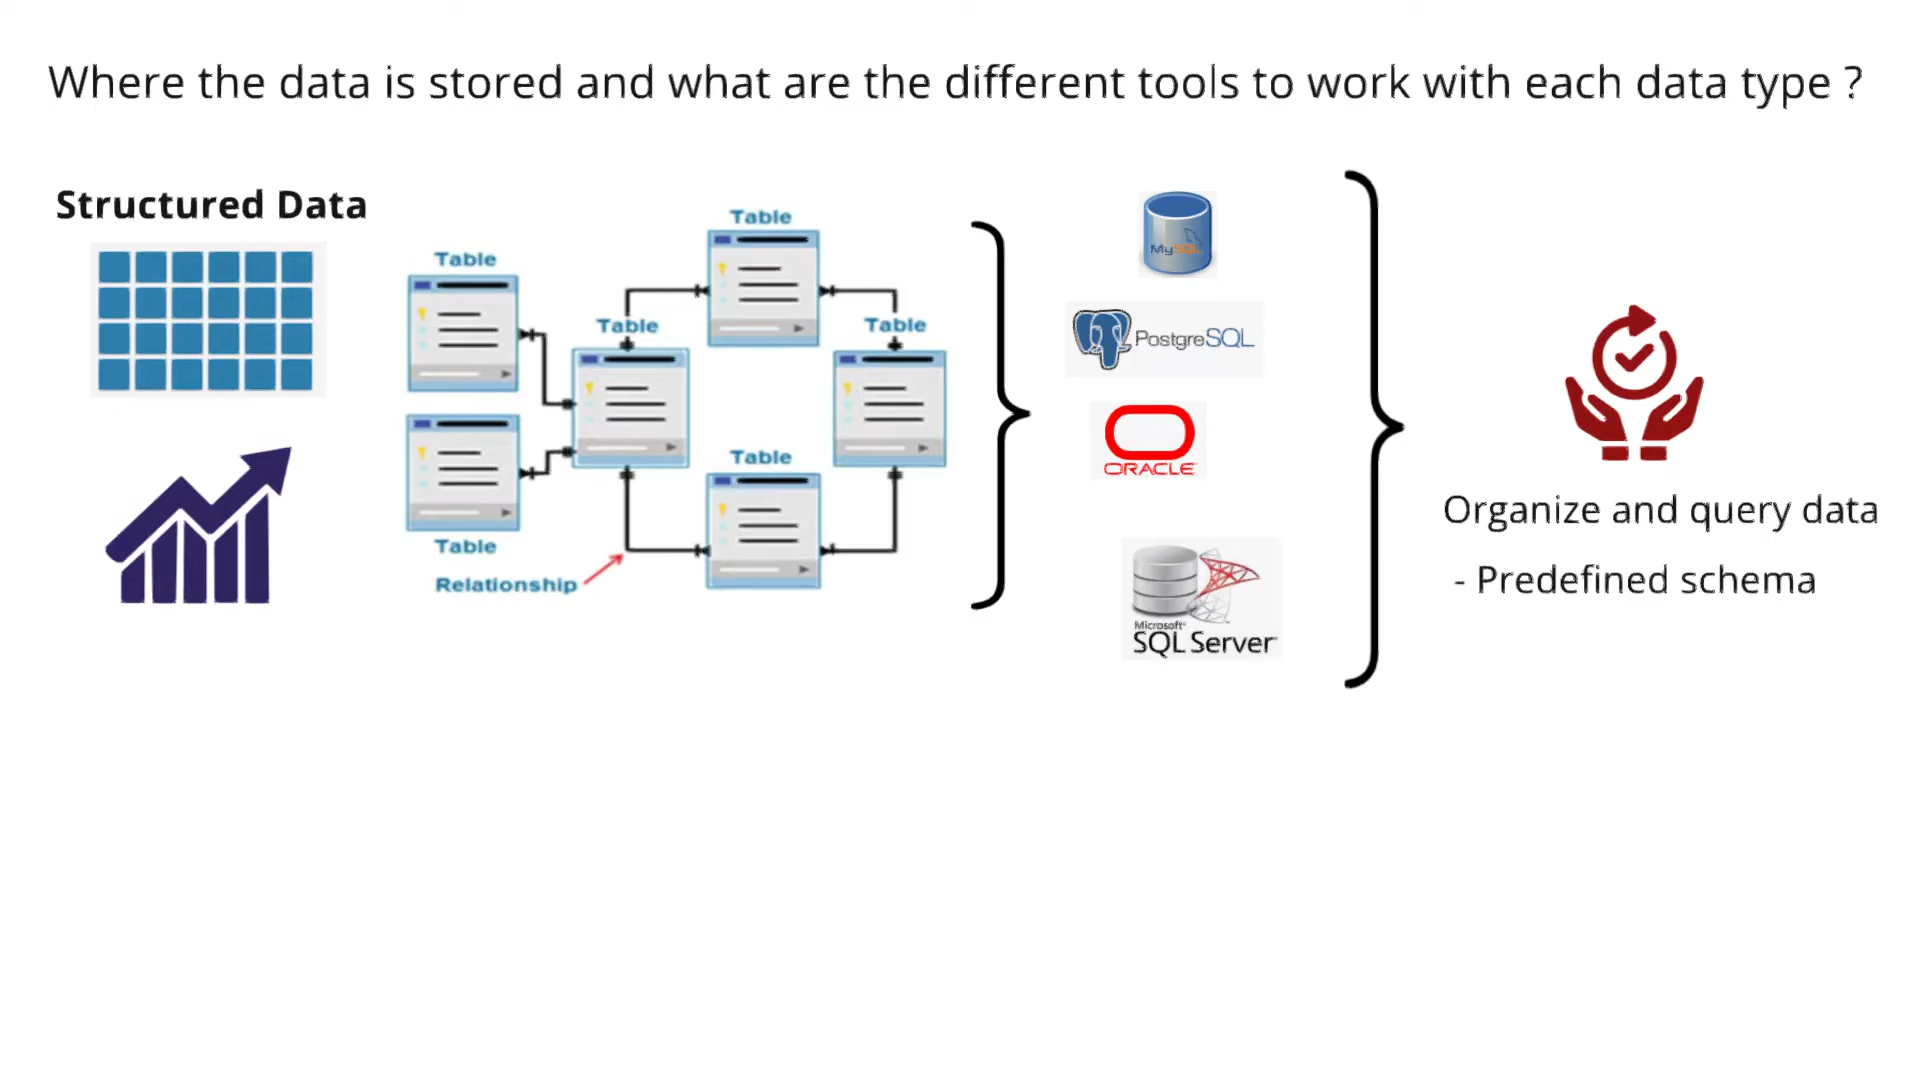 Where the data is stored and what are the different tools to work with each data type ?
Structured Data
Table
Table
Table
Table
Table
Table
Relationship
MySQL
PostgreSQL
ORACLE
Microsoft
SQL Server
Organize and query data
- Predefined schema